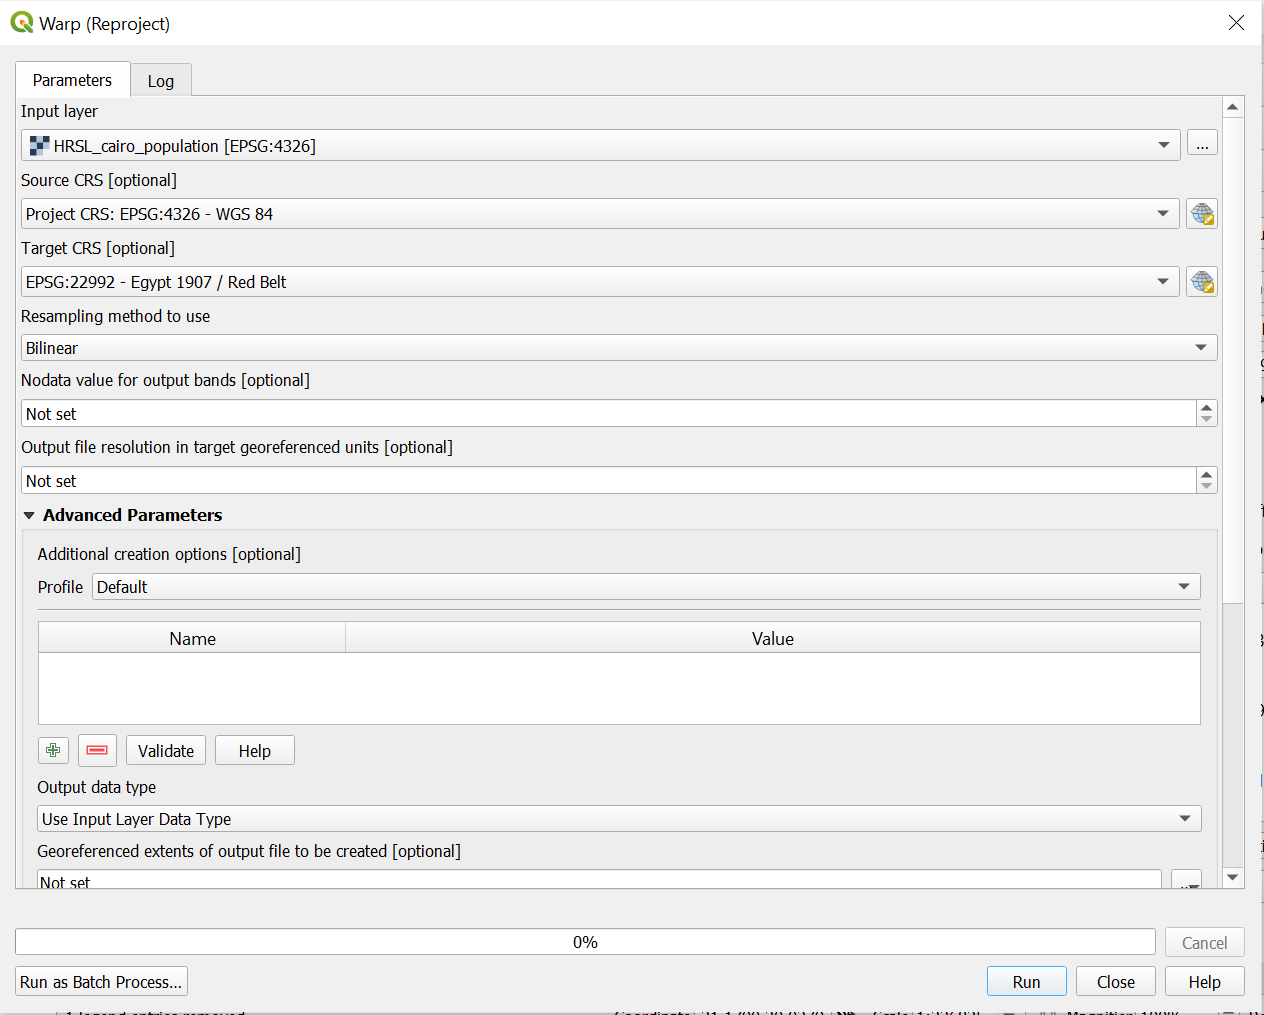 Warp (Reproject)
Parameters
Log
Input layer
HRSL_cairo_population [EPSG:4326]
...
Source CRS [optional]
Project CRS: EPSG:4326 - WGS 84
Target CRS [optional]
EPSG:22992 - Egypt 1907 / Red Belt
Resampling method to use
Bilinear
Nodata value for output bands [optional]
Not set
Output file resolution in target georeferenced units [optional]
Not set
Advanced Parameters
Additional creation options [optional]
Profile Default
Name Value
Validate Help
Output data type
Use Input Layer Data Type
Georeferenced extents of output file to be created [optional]
Not set
0%
Cancel
Run as Batch Process... Run Close Help